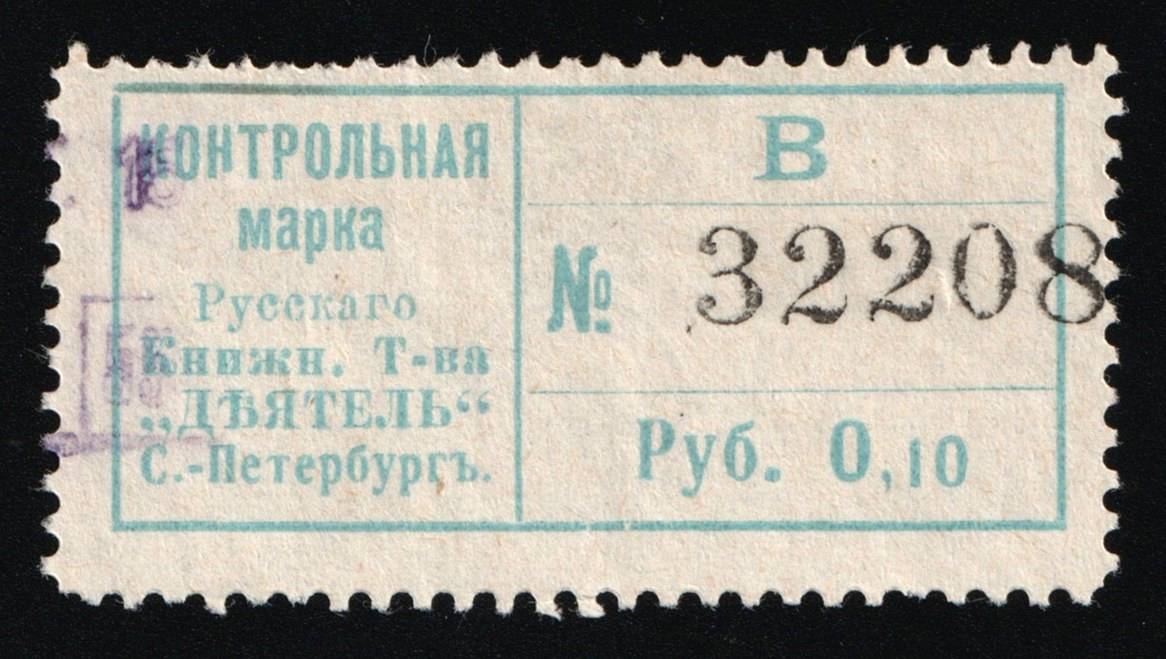 КОНТРОЛЬНАЯ
марка
Русскаго
Книжн. Т-ва
„ДѢЯТЕЛЬ“
С.-Петербургъ.
В
№ 32208
Руб. 0,10